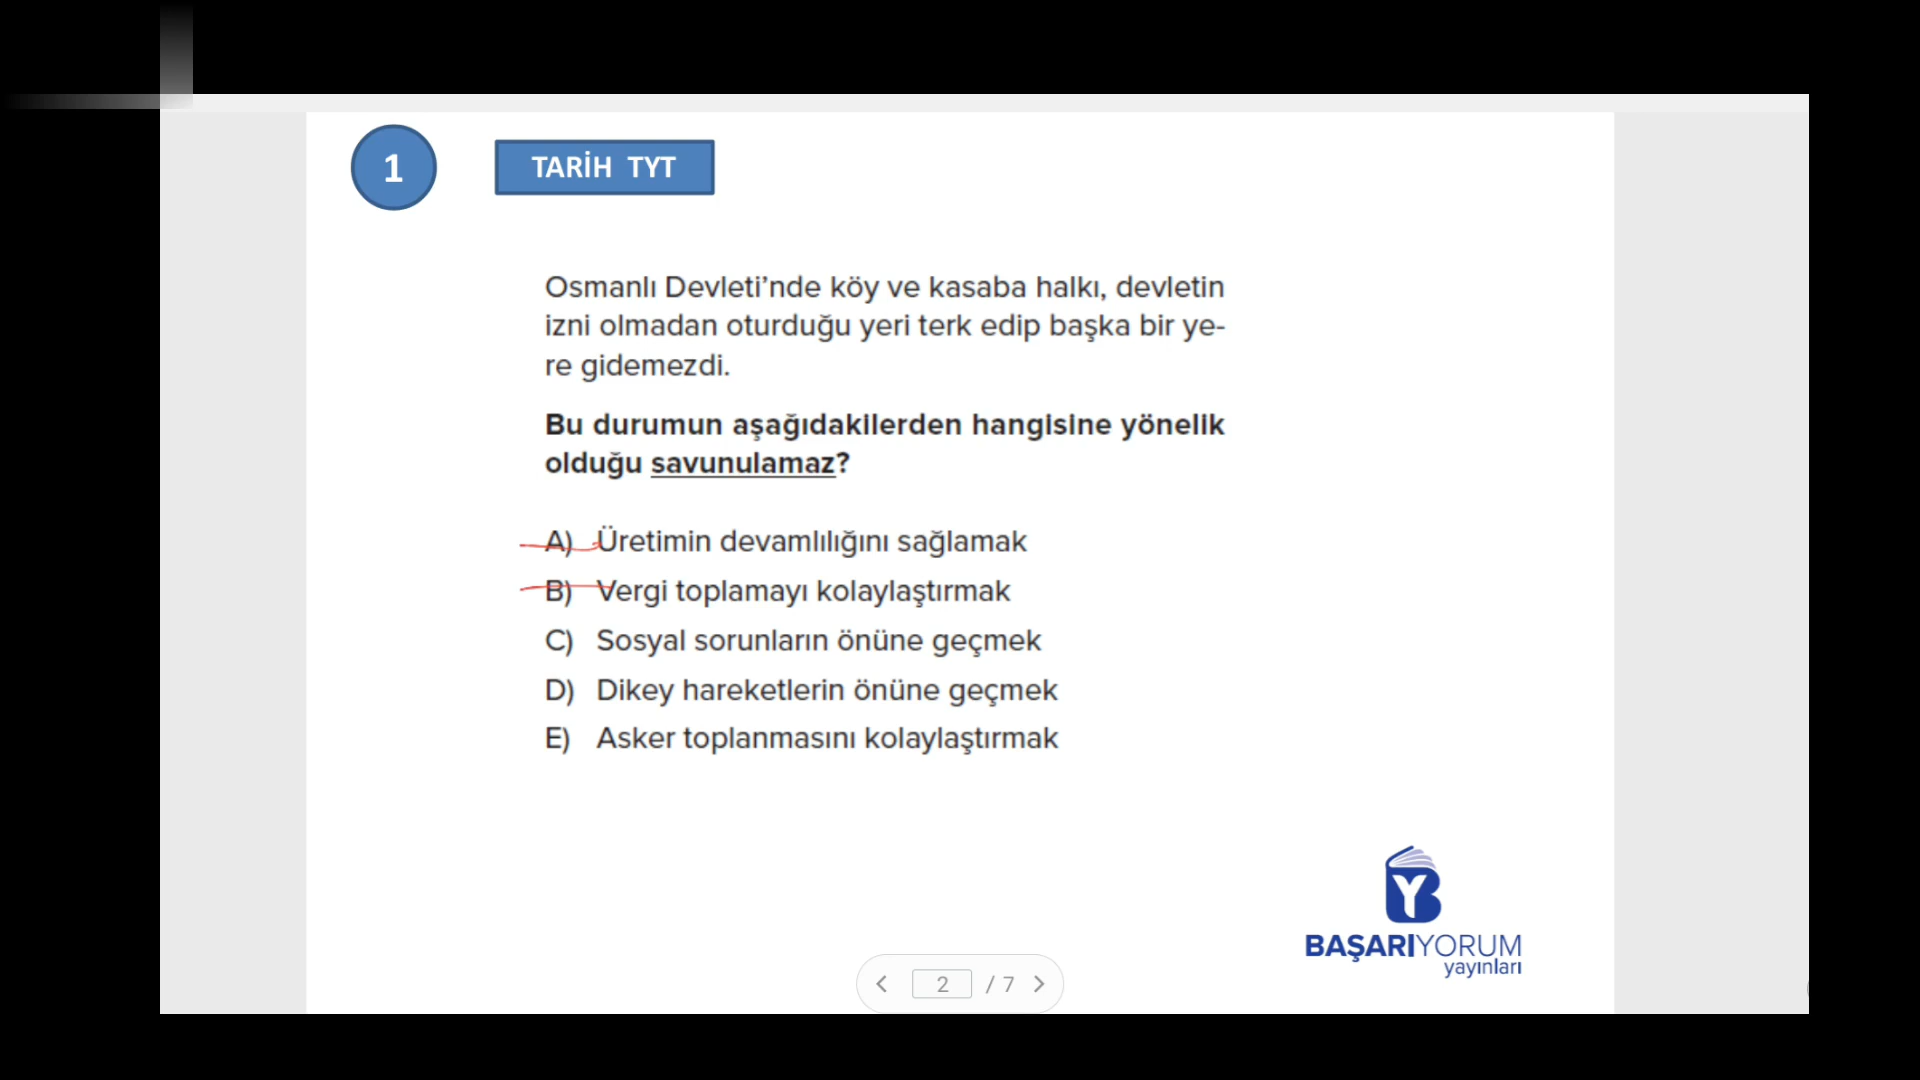 1
TARİH TYT
Osmanlı Devleti’nde köy ve kasaba halkı, devletin
izni olmadan oturduğu yeri terk edip başka bir ye-
re gidemezdi.
Bu durumun aşağıdakilerden hangisine yönelik
olduğu savunulamaz?
A) Üretimin devamlılığını sağlamak
B) Vergi toplamayı kolaylaştırmak
C) Sosyal sorunların önüne geçmek
D) Dikey hareketlerin önüne geçmek
E) Asker toplanmasını kolaylaştırmak
BAŞARIYORUM
yayınları
2 / 7